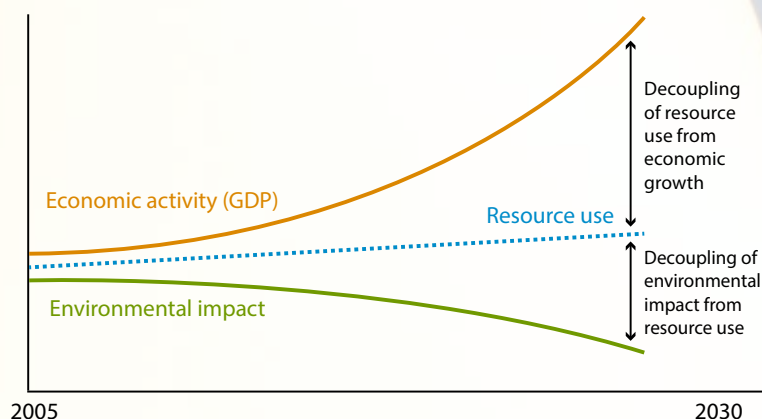 Decoupling
of resource
use from
economic
growth
Economic activity (GDP)
Resource use
Decoupling of
environmental
impact from
resource use
Environmental impact
2005
2030